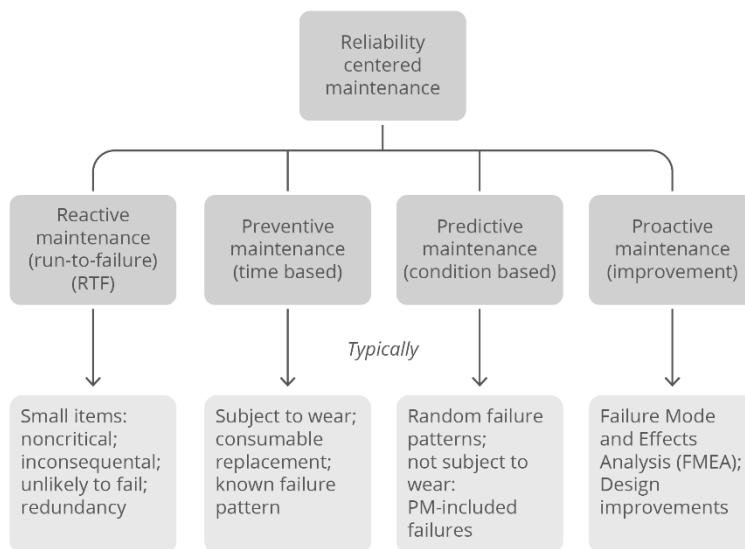 Reliability
centered
maintenance
Reactive
maintenance
(run-to-failure)
(RTF)
Preventive
maintenance
(time based)
Predictive
maintenance
(condition based)
Proactive
maintenance
(improvement)
Typically
Small items:
noncritical;
inconsequental;
unlikely to fail;
redundancy
Subject to wear;
consumable
replacement;
known failure
pattern
Random failure
patterns;
not subject to
wear:
PM-included
failures
Failure Mode
and Effects
Analysis (FMEA);
Design
improvements